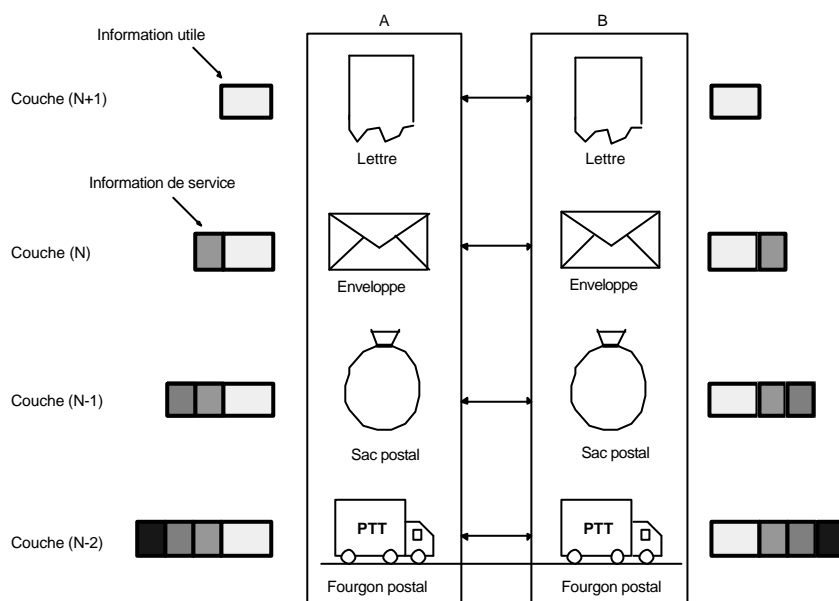 A
B
Information utile
Couche (N+1)
Lettre
Lettre
Information de service
Couche (N)
Enveloppe
Enveloppe
Couche (N-1)
Sac postal
Sac postal
Couche (N-2)
PTT
PTT
Fourgon postal
Fourgon postal